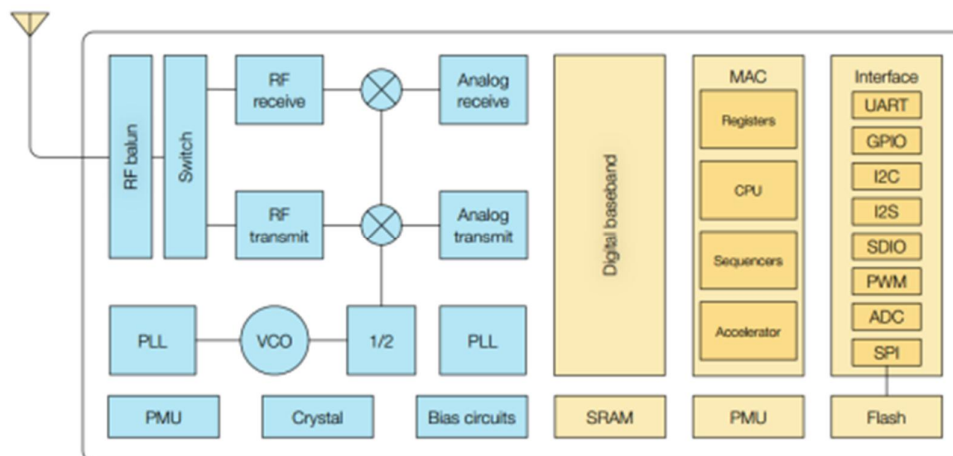 RF balun
Switch
RF
receive
Analog
receive
RF
transmit
Analog
transmit
PLL
VCO
1/2
PLL
PMU
Crystal
Bias circuits
Digital baseband
SRAM
MAC
Registers
CPU
Sequencers
Accelerator
PMU
Interface
UART
GPIO
I2C
I2S
SDIO
PWM
ADC
SPI
Flash